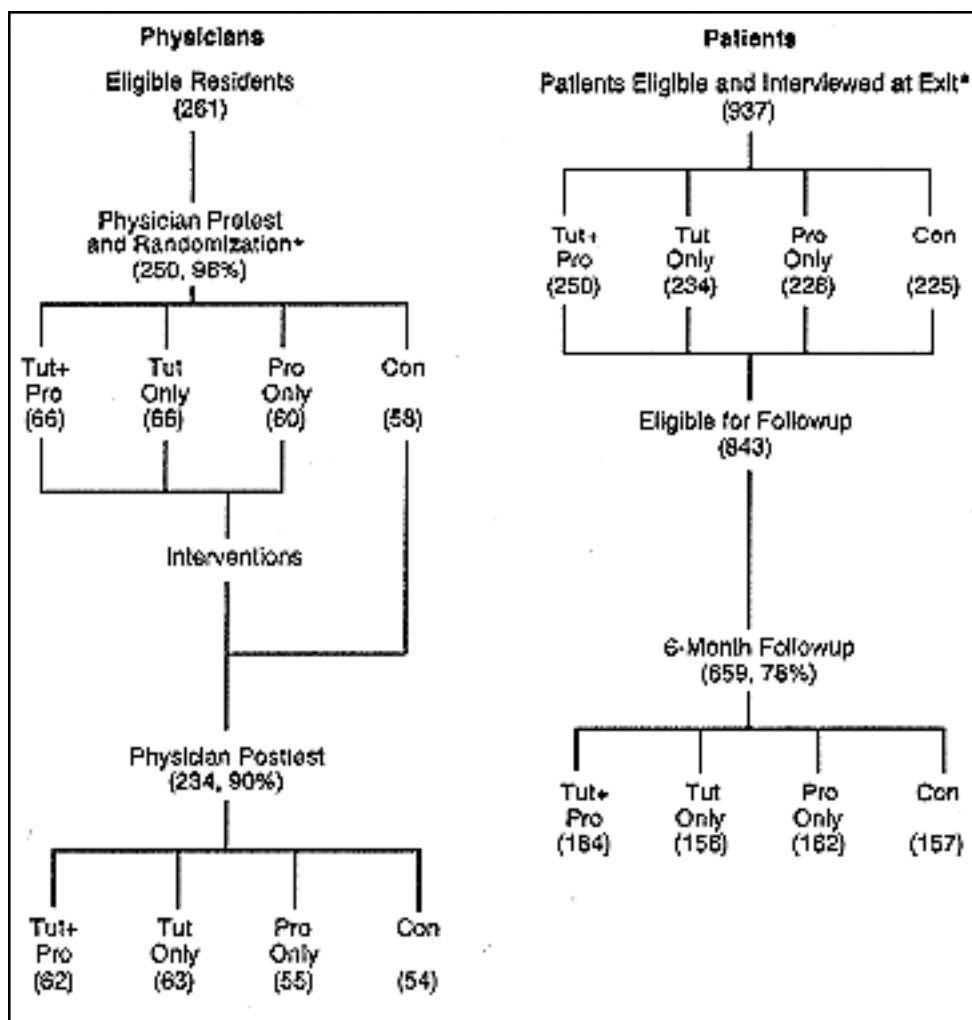 Physicians
Eligible Residents
(261)
Physician Pretest
and Randomization*
(250, 96%)
Tut+ Tut Pro Con
Pro Only Only
(66) (66) (60) (58)
Interventions
Physician Posttest
(234, 90%)
Tut+ Tut Pro Con
Pro Only Only
(62) (63) (55) (54)
Patients
Patients Eligible and Interviewed at Exit*
(937)
Tut+ Tut Pro Con
Pro Only Only
(250) (234) (228) (225)
Eligible for Followup
(843)
6-Month Followup
(659, 78%)
Tut+ Tut Pro Con
Pro Only Only
(184) (156) (162) (157)